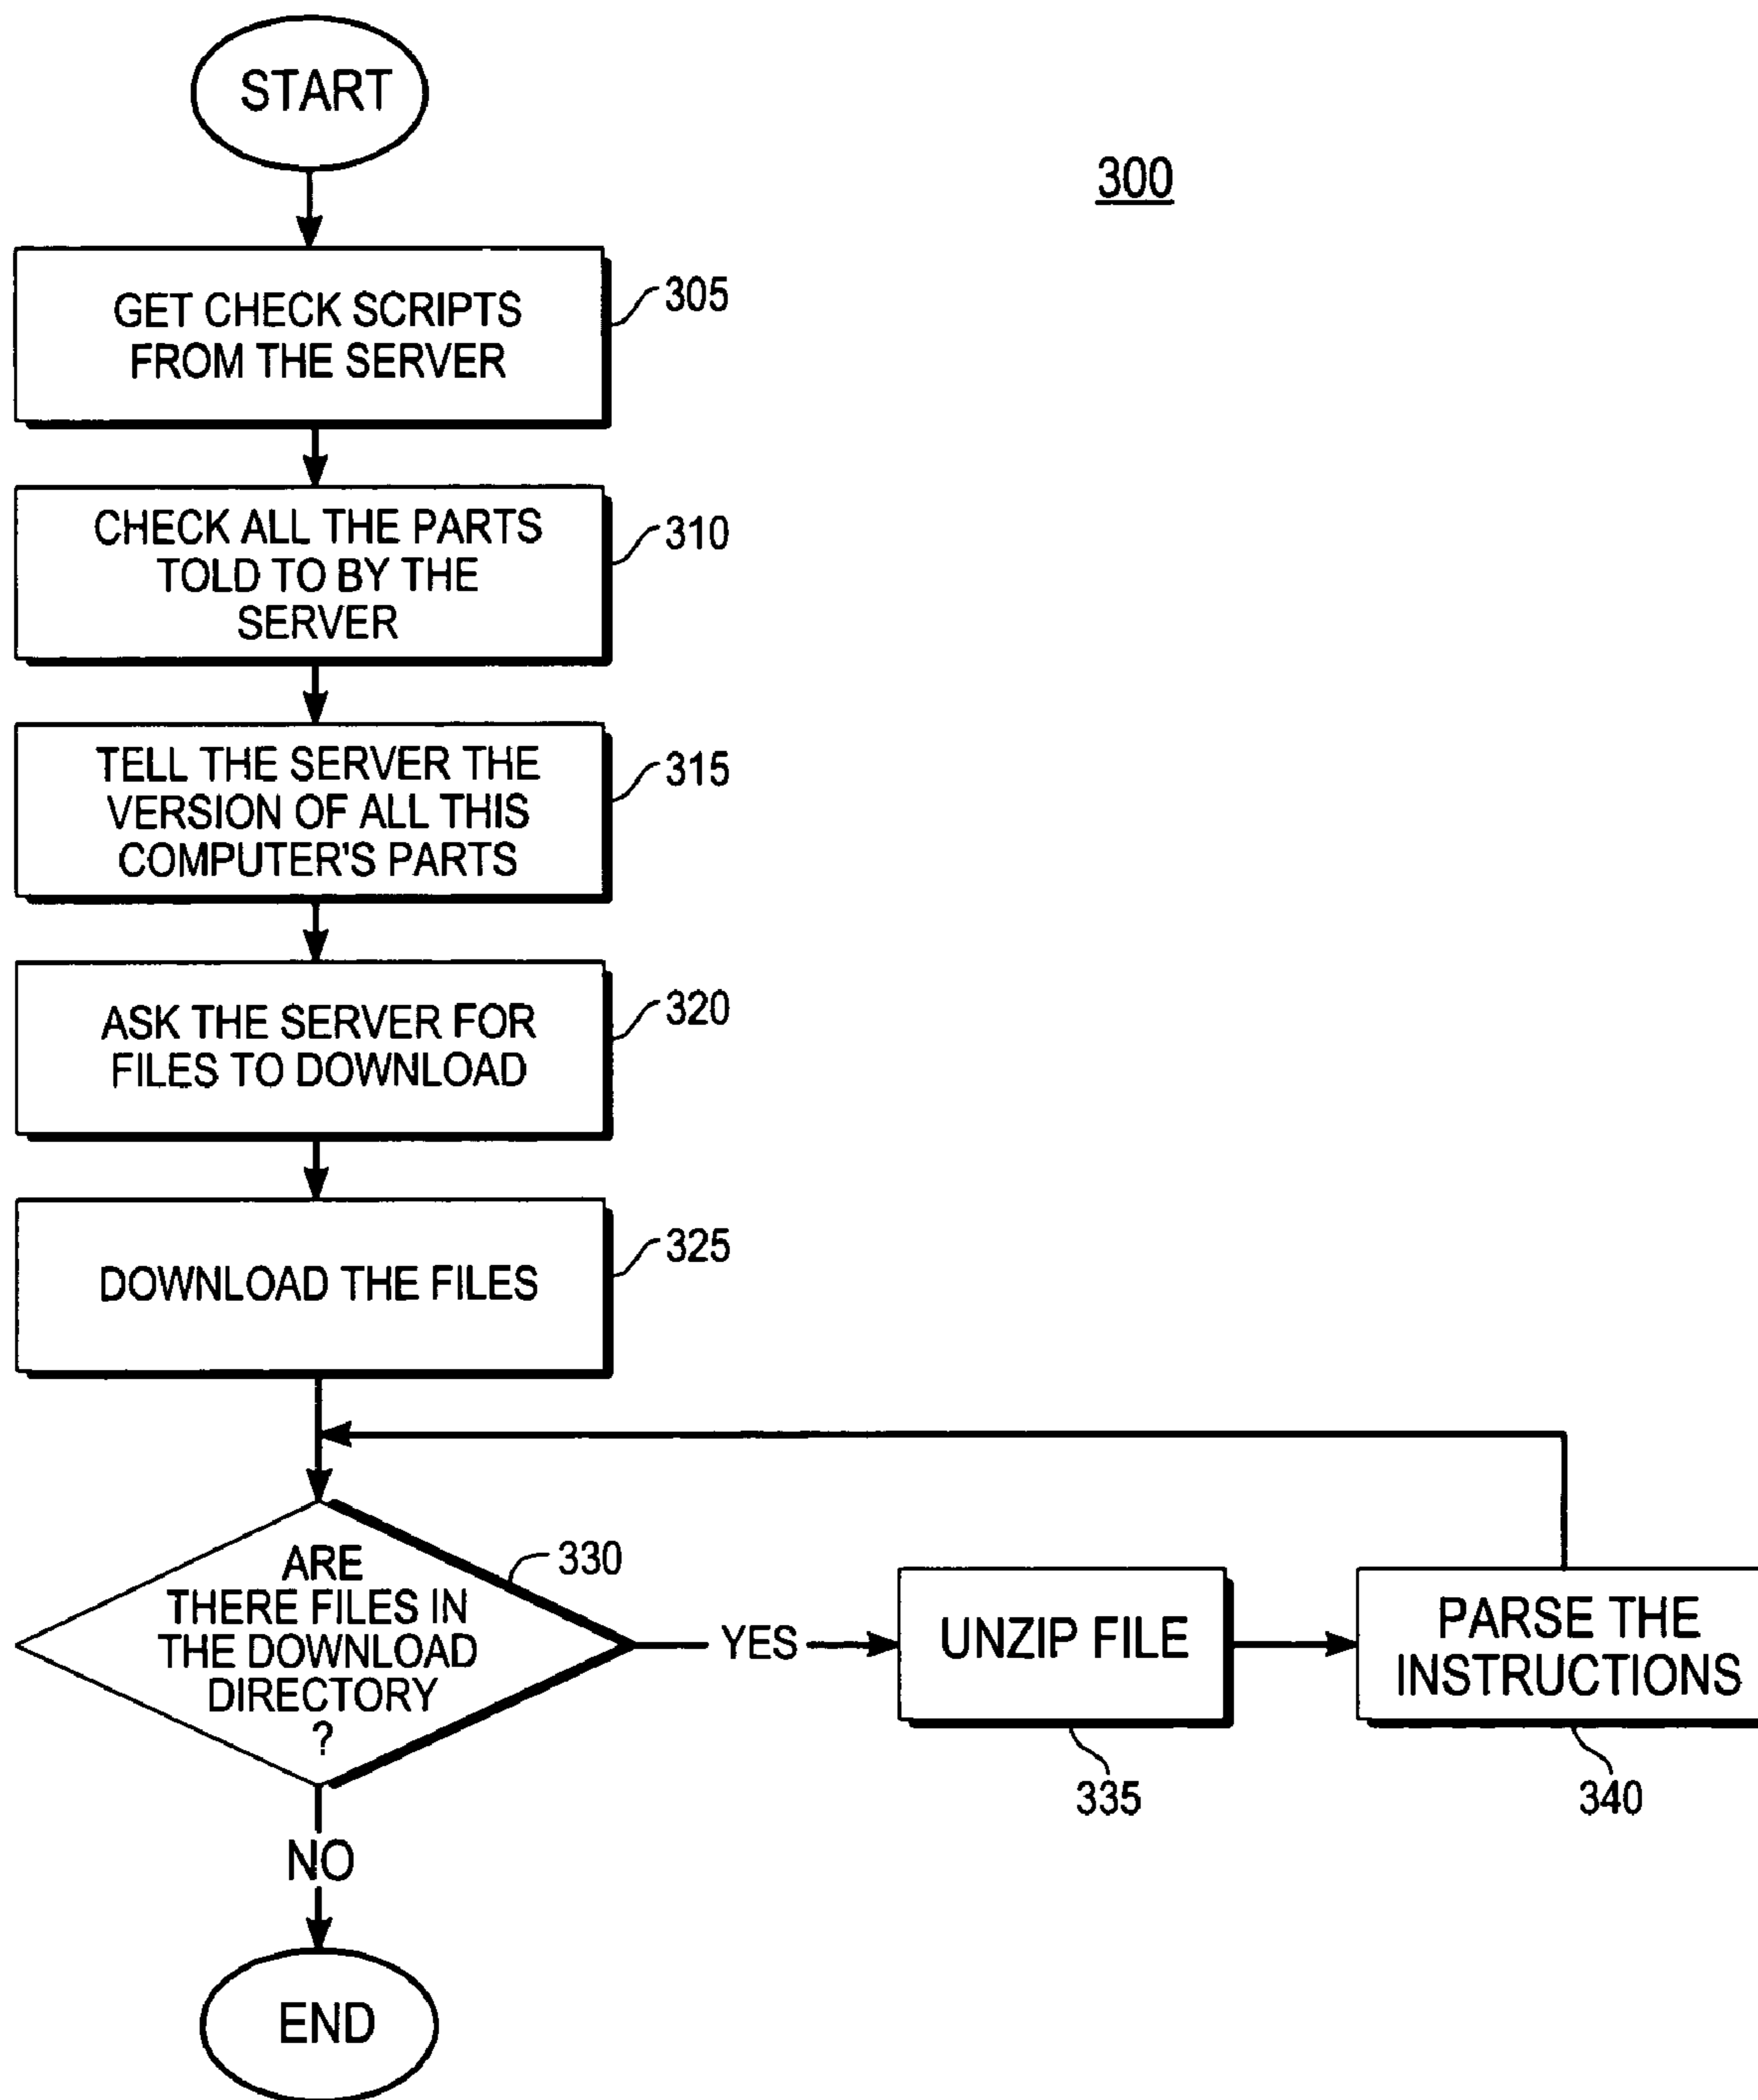 START
300
GET CHECK SCRIPTS
FROM THE SERVER
305
CHECK ALL THE PARTS
TOLD TO BY THE
SERVER
310
TELL THE SERVER THE
VERSION OF ALL THIS
COMPUTER'S PARTS
315
ASK THE SERVER FOR
FILES TO DOWNLOAD
320
DOWNLOAD THE FILES
325
ARE
THERE FILES IN
THE DOWNLOAD
DIRECTORY
?
330
YES
UNZIP FILE
335
PARSE THE
INSTRUCTIONS
340
NO
END